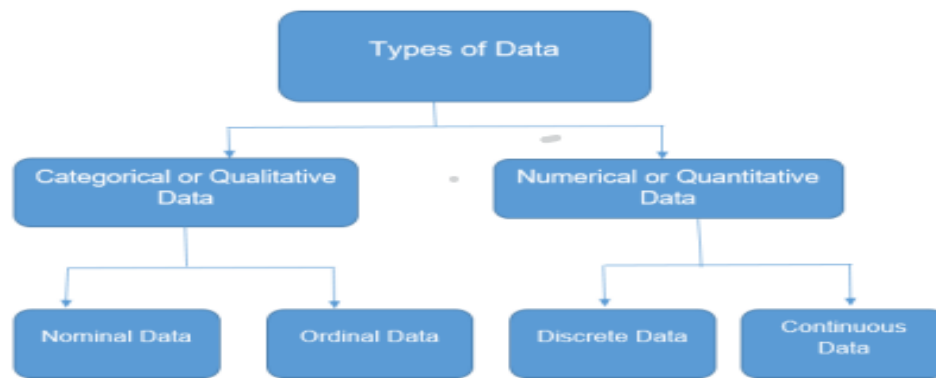 Types of Data
Categorical or Qualitative
Data
Numerical or Quantitative
Data
Nominal Data
Ordinal Data
Discrete Data
Continuous
Data